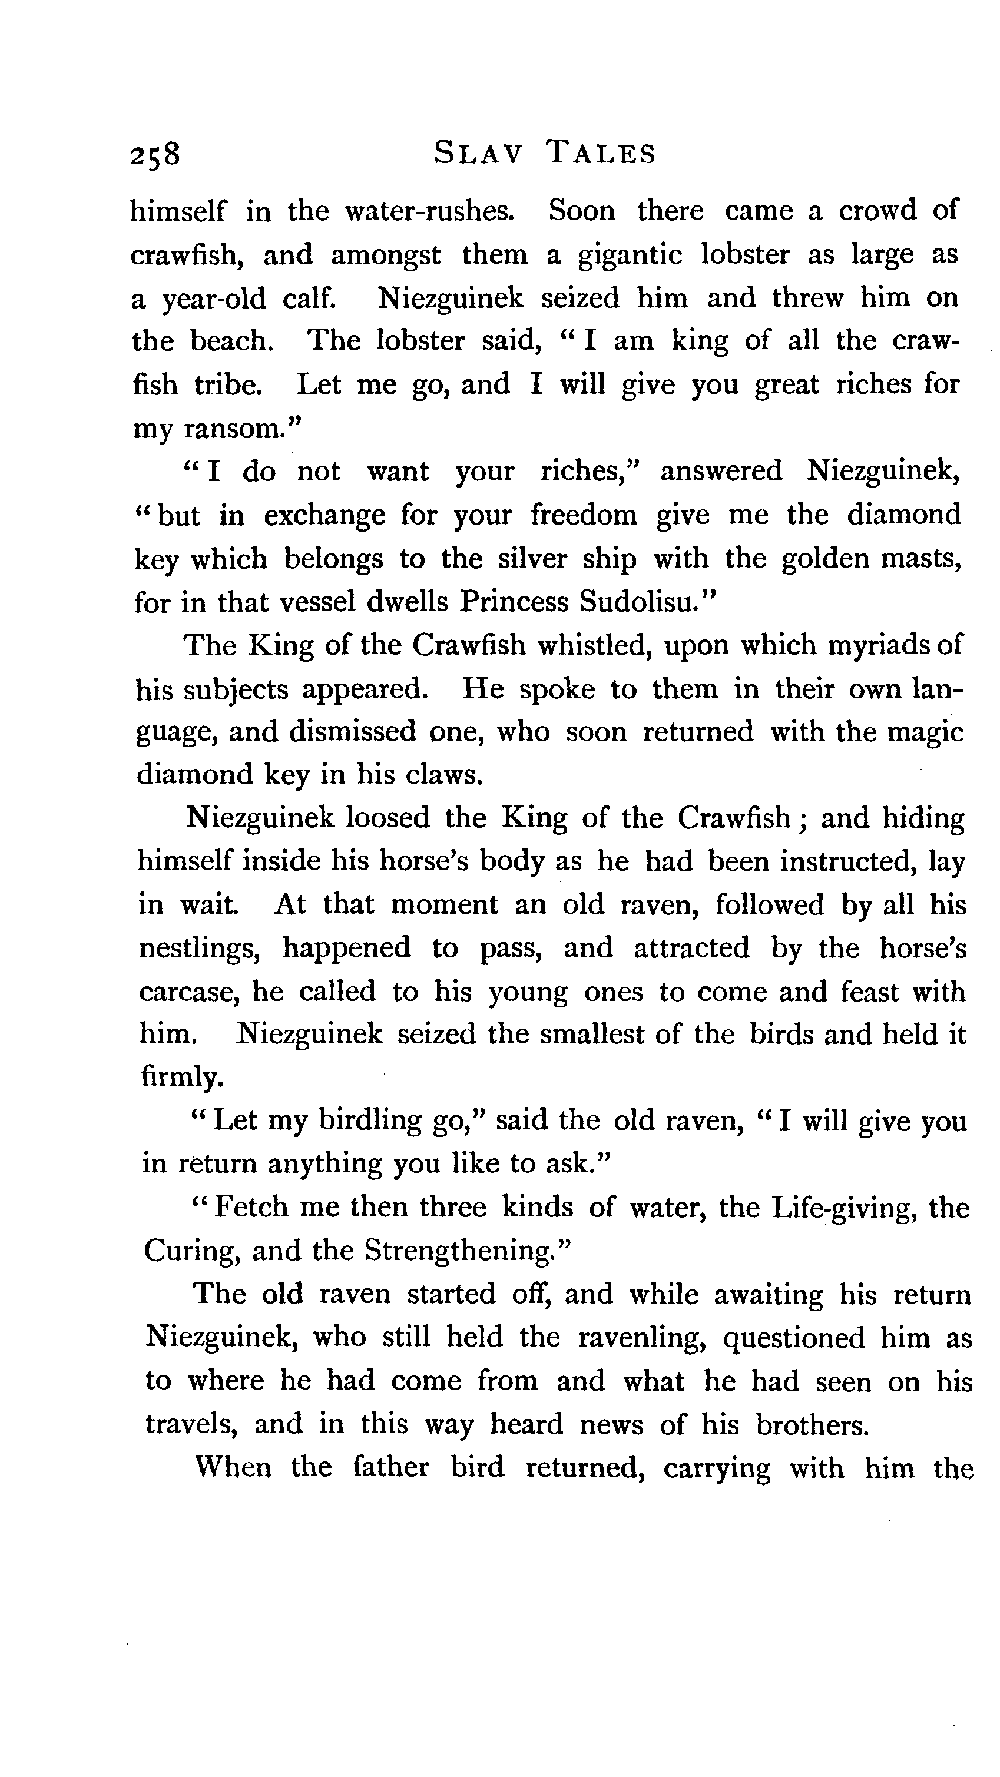 258 SLAV TALES
himself in the water-rushes. Soon there came a crowd of
crawfish, and amongst them a gigantic lobster as large as
a year-old calf. Niezguinek seized him and threw him on
the beach. The lobster said, “I am king of all the craw-
fish tribe. Let me go, and I will give you great riches for
my ransom.”
“I do not want your riches,” answered Niezguinek,
“but in exchange for your freedom give me the diamond
key which belongs to the silver ship with the golden masts,
for in that vessel dwells Princess Sudolisu.”
The King of the Crawfish whistled, upon which myriads of
his subjects appeared. He spoke to them in their own lan-
guage, and dismissed one, who soon returned with the magic
diamond key in his claws.
Niezguinek loosed the King of the Crawfish; and hiding
himself inside his horse’s body as he had been instructed, lay
in wait. At that moment an old raven, followed by all his
nestlings, happened to pass, and attracted by the horse’s
carcase, he called to his young ones to come and feast with
him. Niezguinek seized the smallest of the birds and held it
firmly.
“Let my birdling go,” said the old raven, “I will give you
in return anything you like to ask.”
“Fetch me then three kinds of water, the Life-giving, the
Curing, and the Strengthening.”
The old raven started off, and while awaiting his return
Niezguinek, who still held the ravenling, questioned him as
to where he had come from and what he had seen on his
travels, and in this way heard news of his brothers.
When the father bird returned, carrying with him the